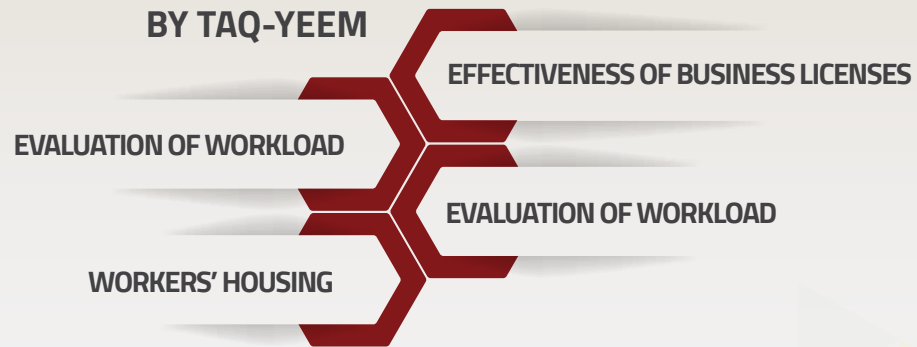 BY TAQ-YEEM
EFFECTIVENESS OF BUSINESS LICENSES
EVALUATION OF WORKLOAD
EVALUATION OF WORKLOAD
WORKERS’ HOUSING